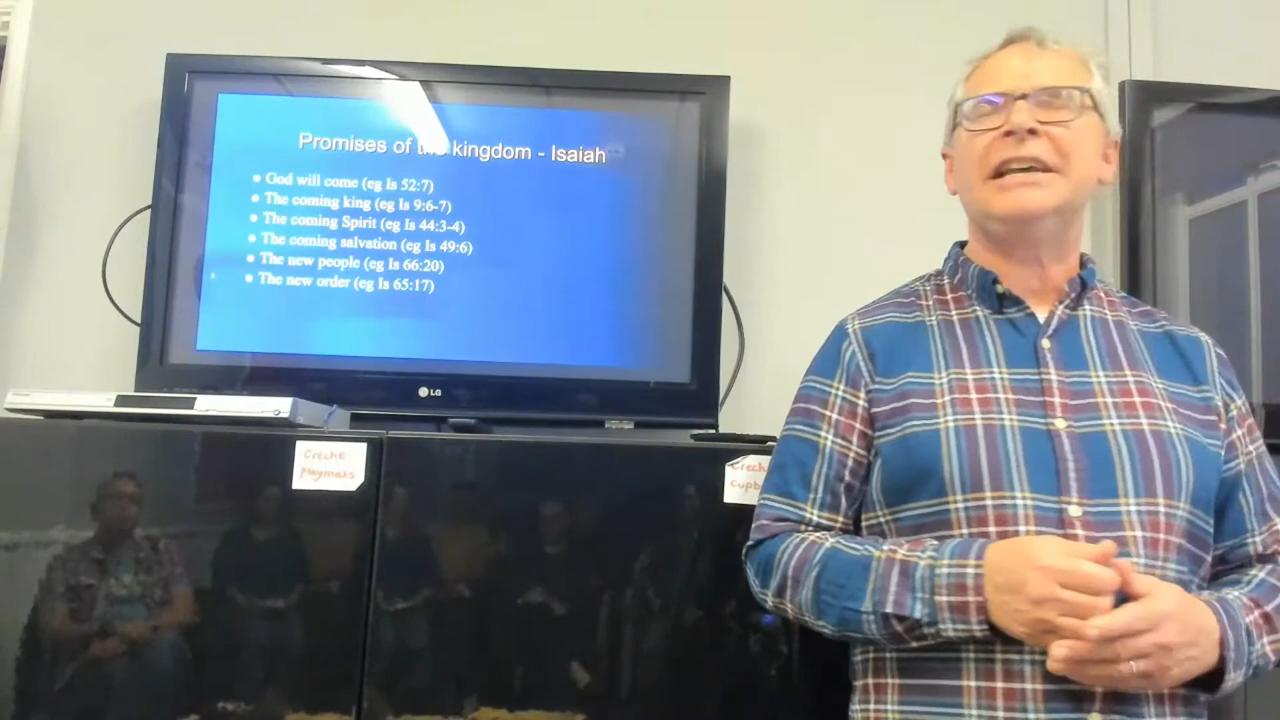 Promises of the kingdom - Isaiah
• God will come (eg Is 52:7)
• The coming king (eg Is 9:6-7)
• The coming Spirit (eg Is 44:3-4)
• The coming salvation (eg Is 49:6)
• The new people (eg Is 66:20)
• The new order (eg Is 65:17)
LG
Creche
Playmats
Crech
Cupb